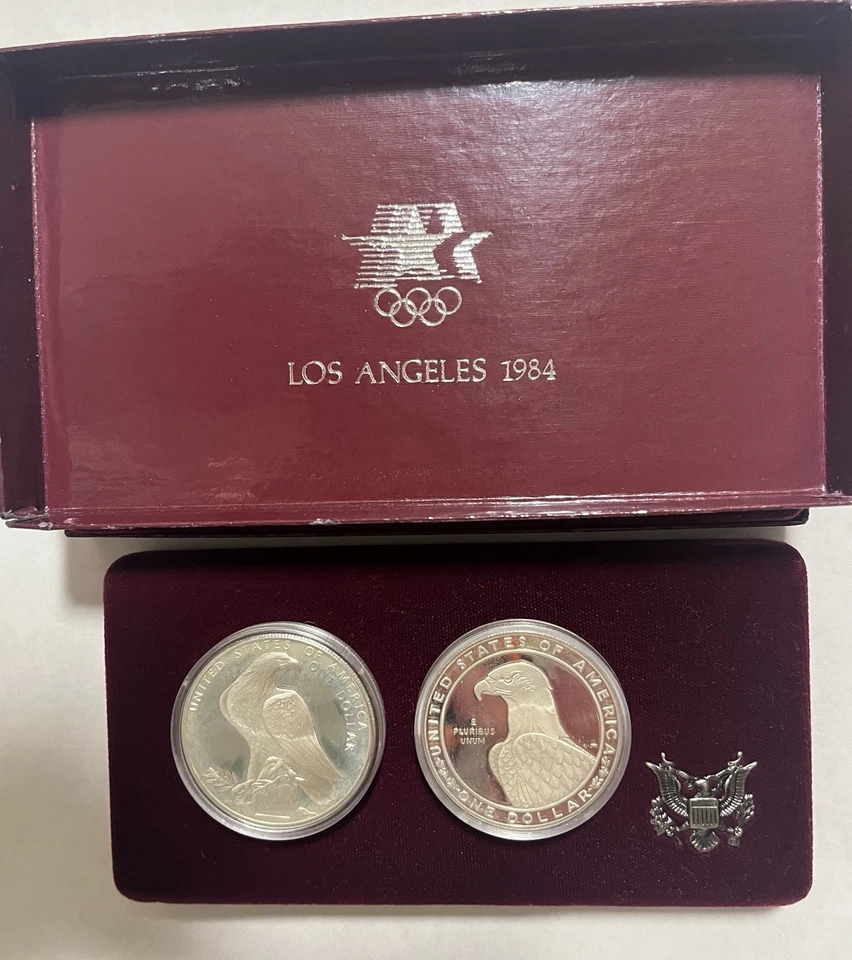 LOS ANGELES 1984
UNITED STATES OF AMERICA
ONE DOLLAR
UNITED STATES OF AMERICA
E
PLURIBUS
UNUM
ONE DOLLAR